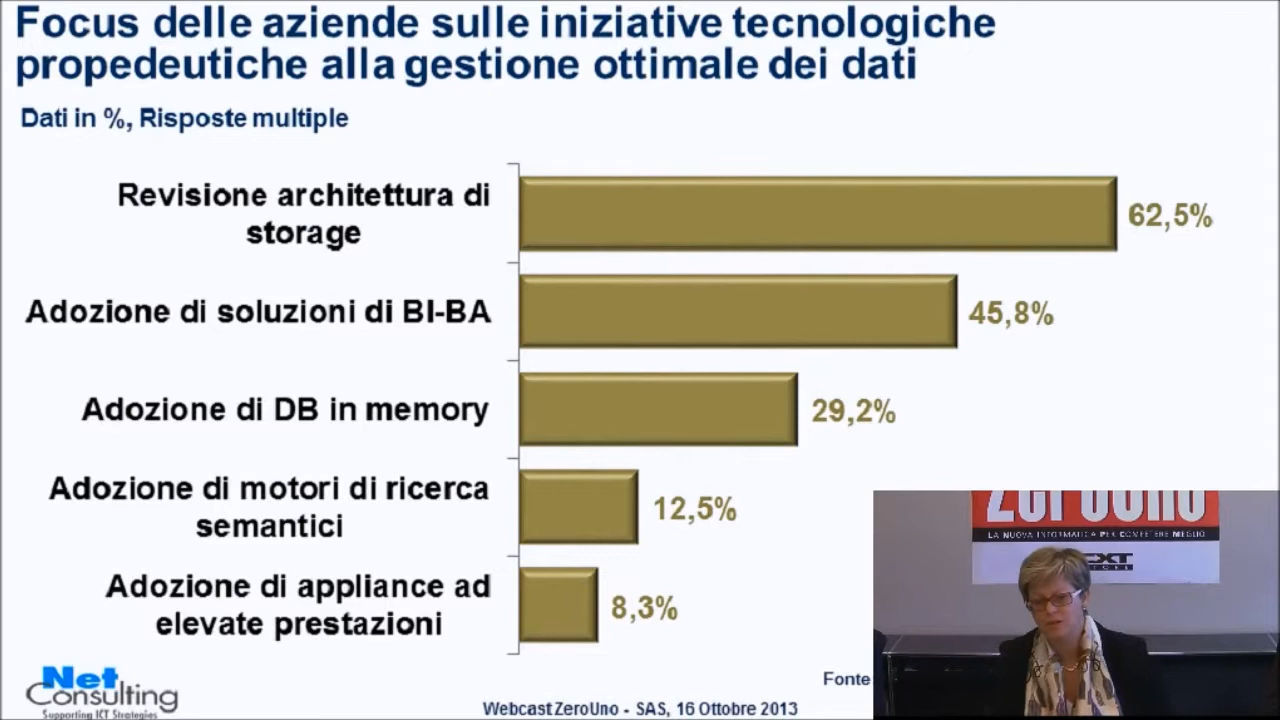 Focus delle aziende sulle iniziative tecnologiche
propedeutiche alla gestione ottimale dei dati
Dati in %, Risposte multiple
Revisione architettura di
storage
62,5%
Adozione di soluzioni di BI-BA
45,8%
Adozione di DB in memory
29,2%
Adozione di motori di ricerca
semantici
12,5%
Adozione di appliance ad
elevate prestazioni
8,3%
ZeroUno
LA NUOVA INFORMATICA PER COMPETERE MEGLIO
Net
Consulting
Supporting ICT Strategies
Fonte
Webcast ZeroUno - SAS, 16 Ottobre 2013